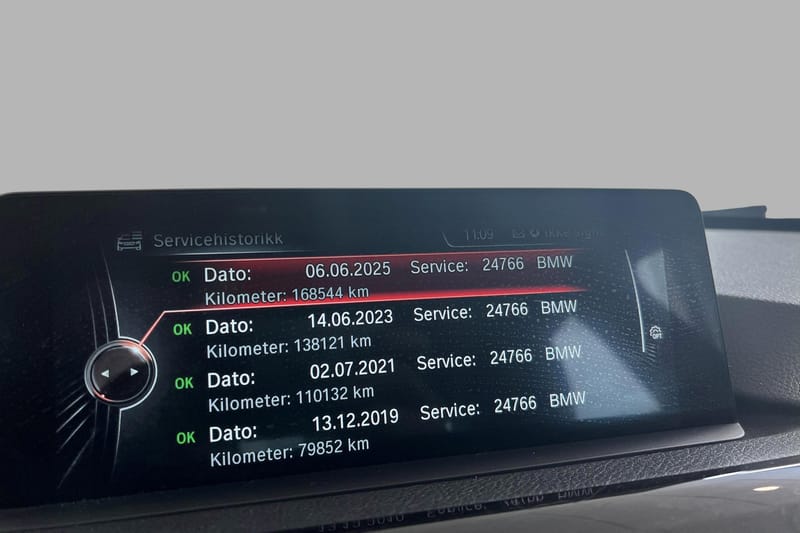 Servicehistorikk 11:09
OK Dato: 06.06.2025 Service: 24766 BMW
Kilometer: 168544 km
OK Dato: 14.06.2023 Service: 24766 BMW
Kilometer: 138121 km
OK Dato: 02.07.2021 Service: 24766 BMW
Kilometer: 110132 km
OK Dato: 13.12.2019 Service: 24766 BMW
Kilometer: 79852 km